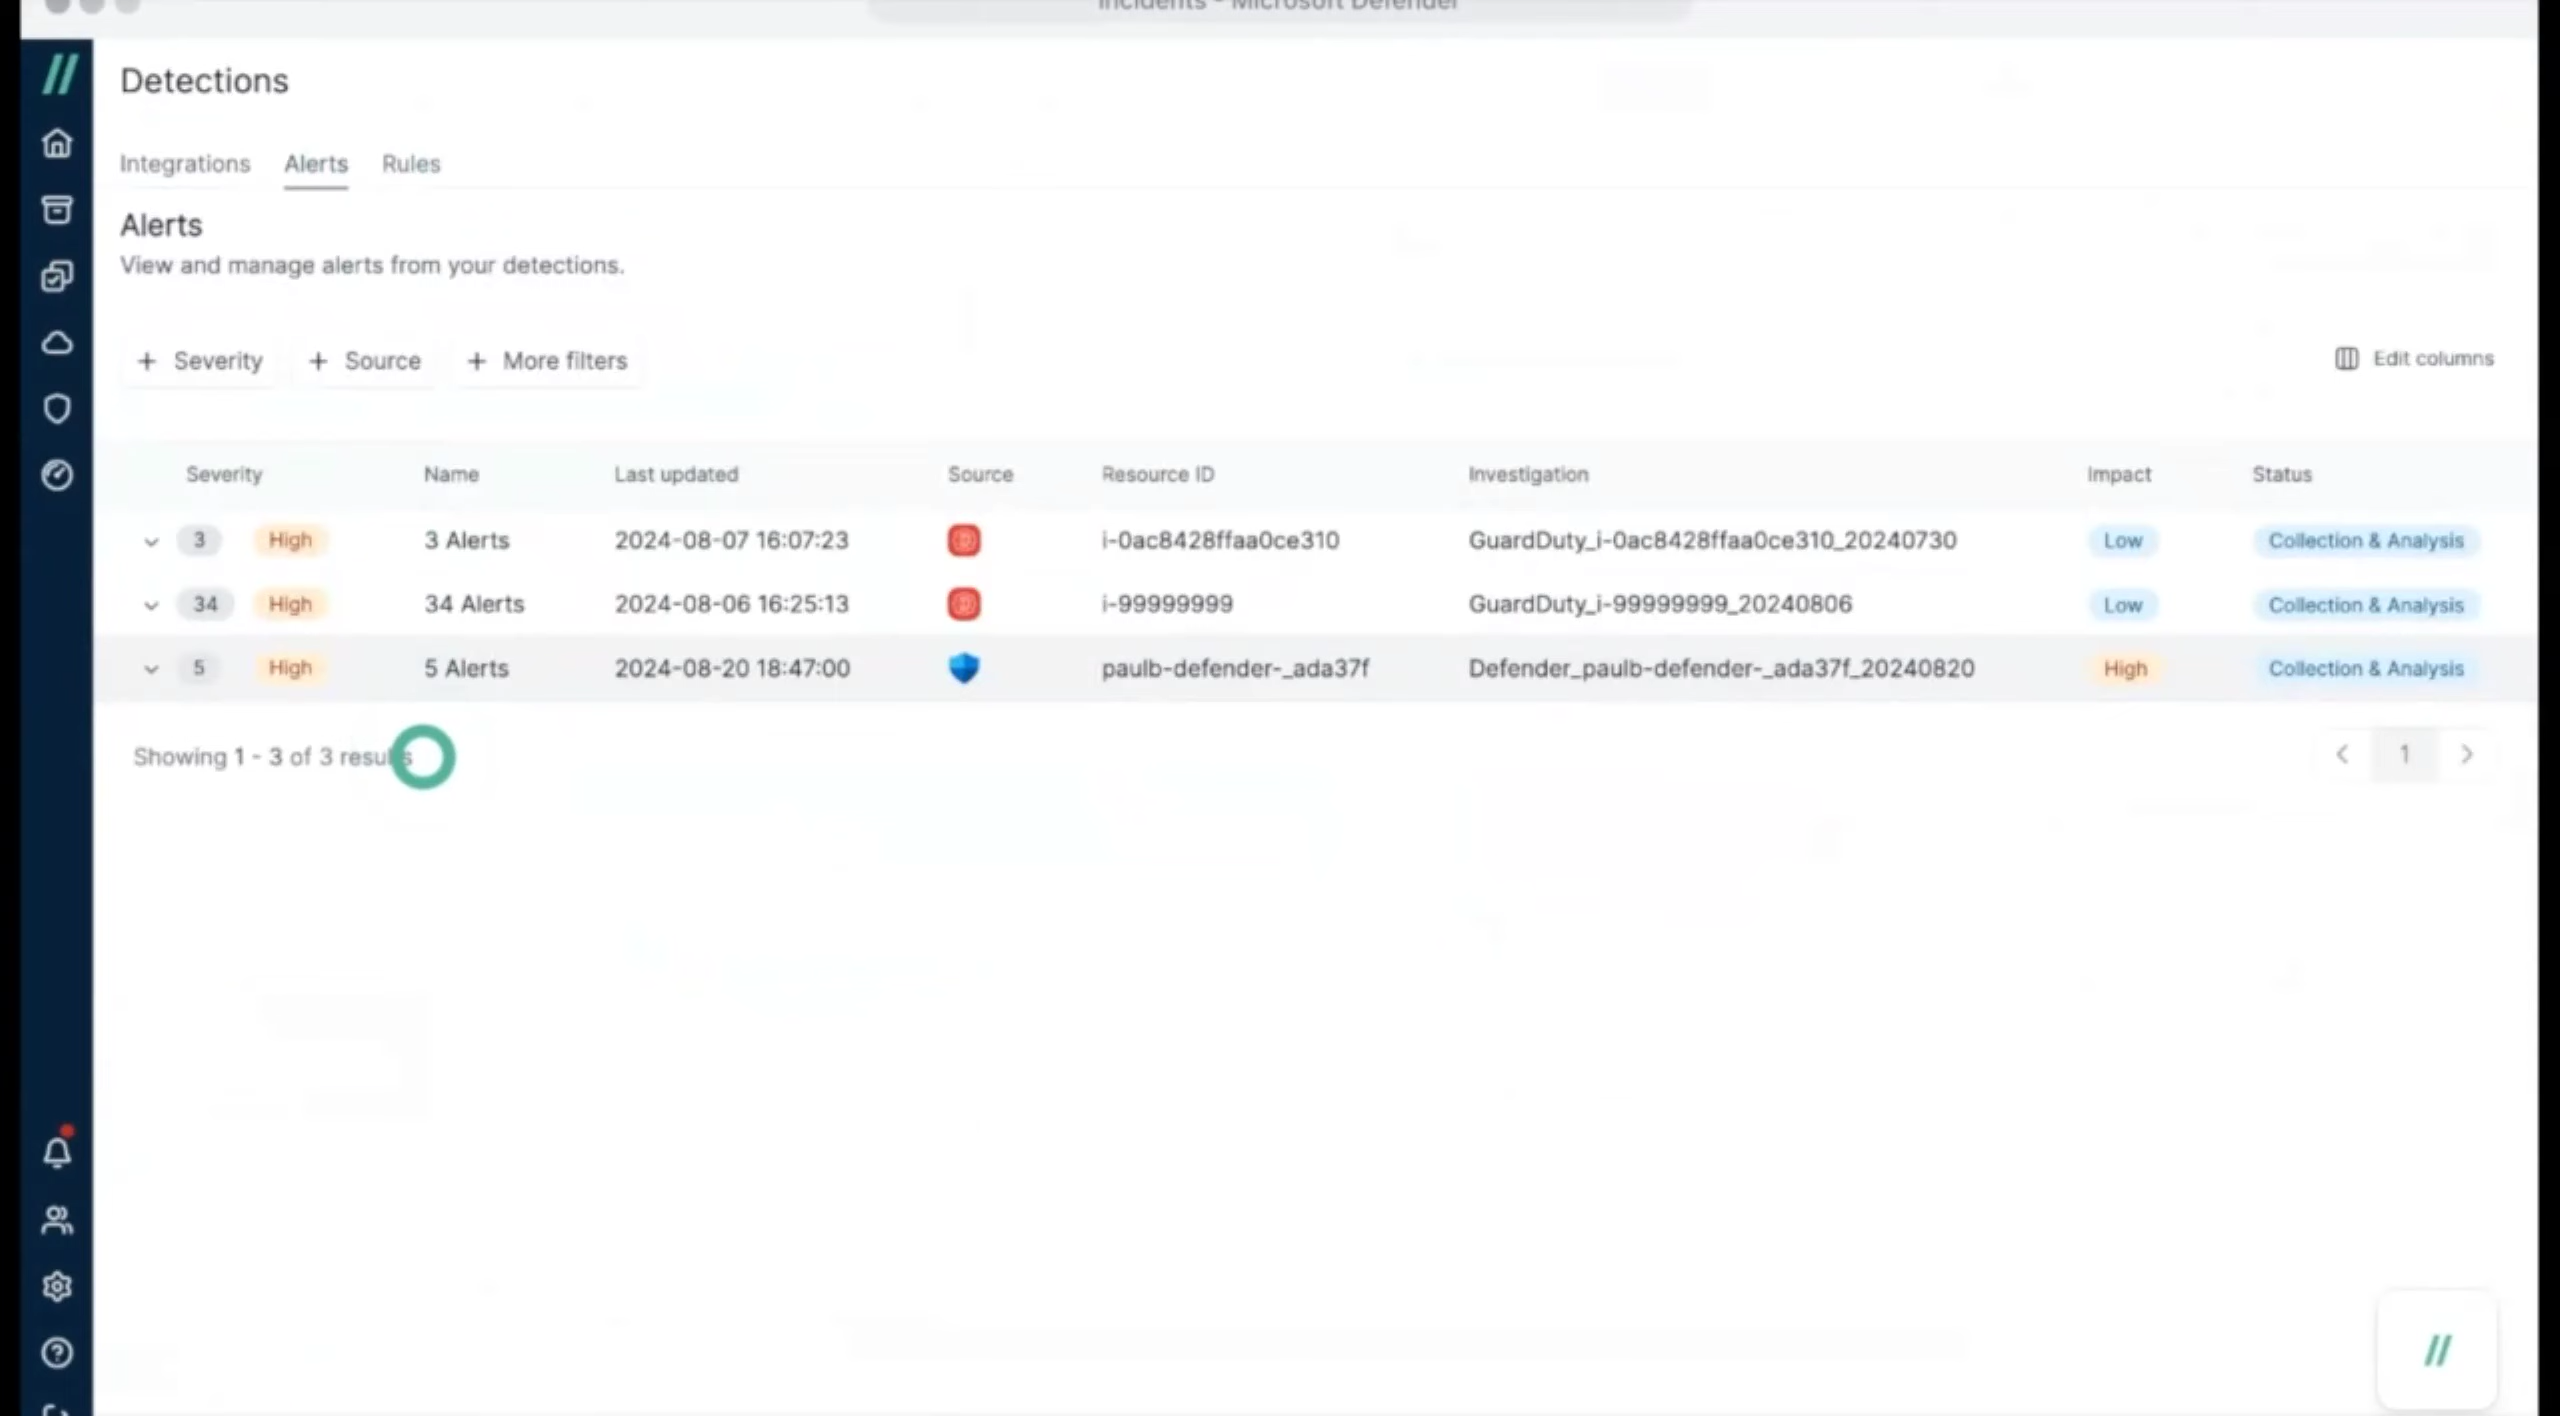 Incidents - Microsoft Defender
Detections
Integrations Alerts Rules
Alerts
View and manage alerts from your detections.
+ Severity + Source + More filters Edit columns
Severity Name Last updated Source Resource ID Investigation Impact Status
3 High 3 Alerts 2024-08-07 16:07:23 i-0ac8428ffaa0ce310 GuardDuty_i-0ac8428ffaa0ce310_20240730 Low Collection & Analysis
34 High 34 Alerts 2024-08-06 16:25:13 i-99999999 GuardDuty_i-99999999_20240806 Low Collection & Analysis
5 High 5 Alerts 2024-08-20 18:47:00 paulb-defender-_ada37f Defender_paulb-defender-_ada37f_20240820 High Collection & Analysis
Showing 1 - 3 of 3 results 1